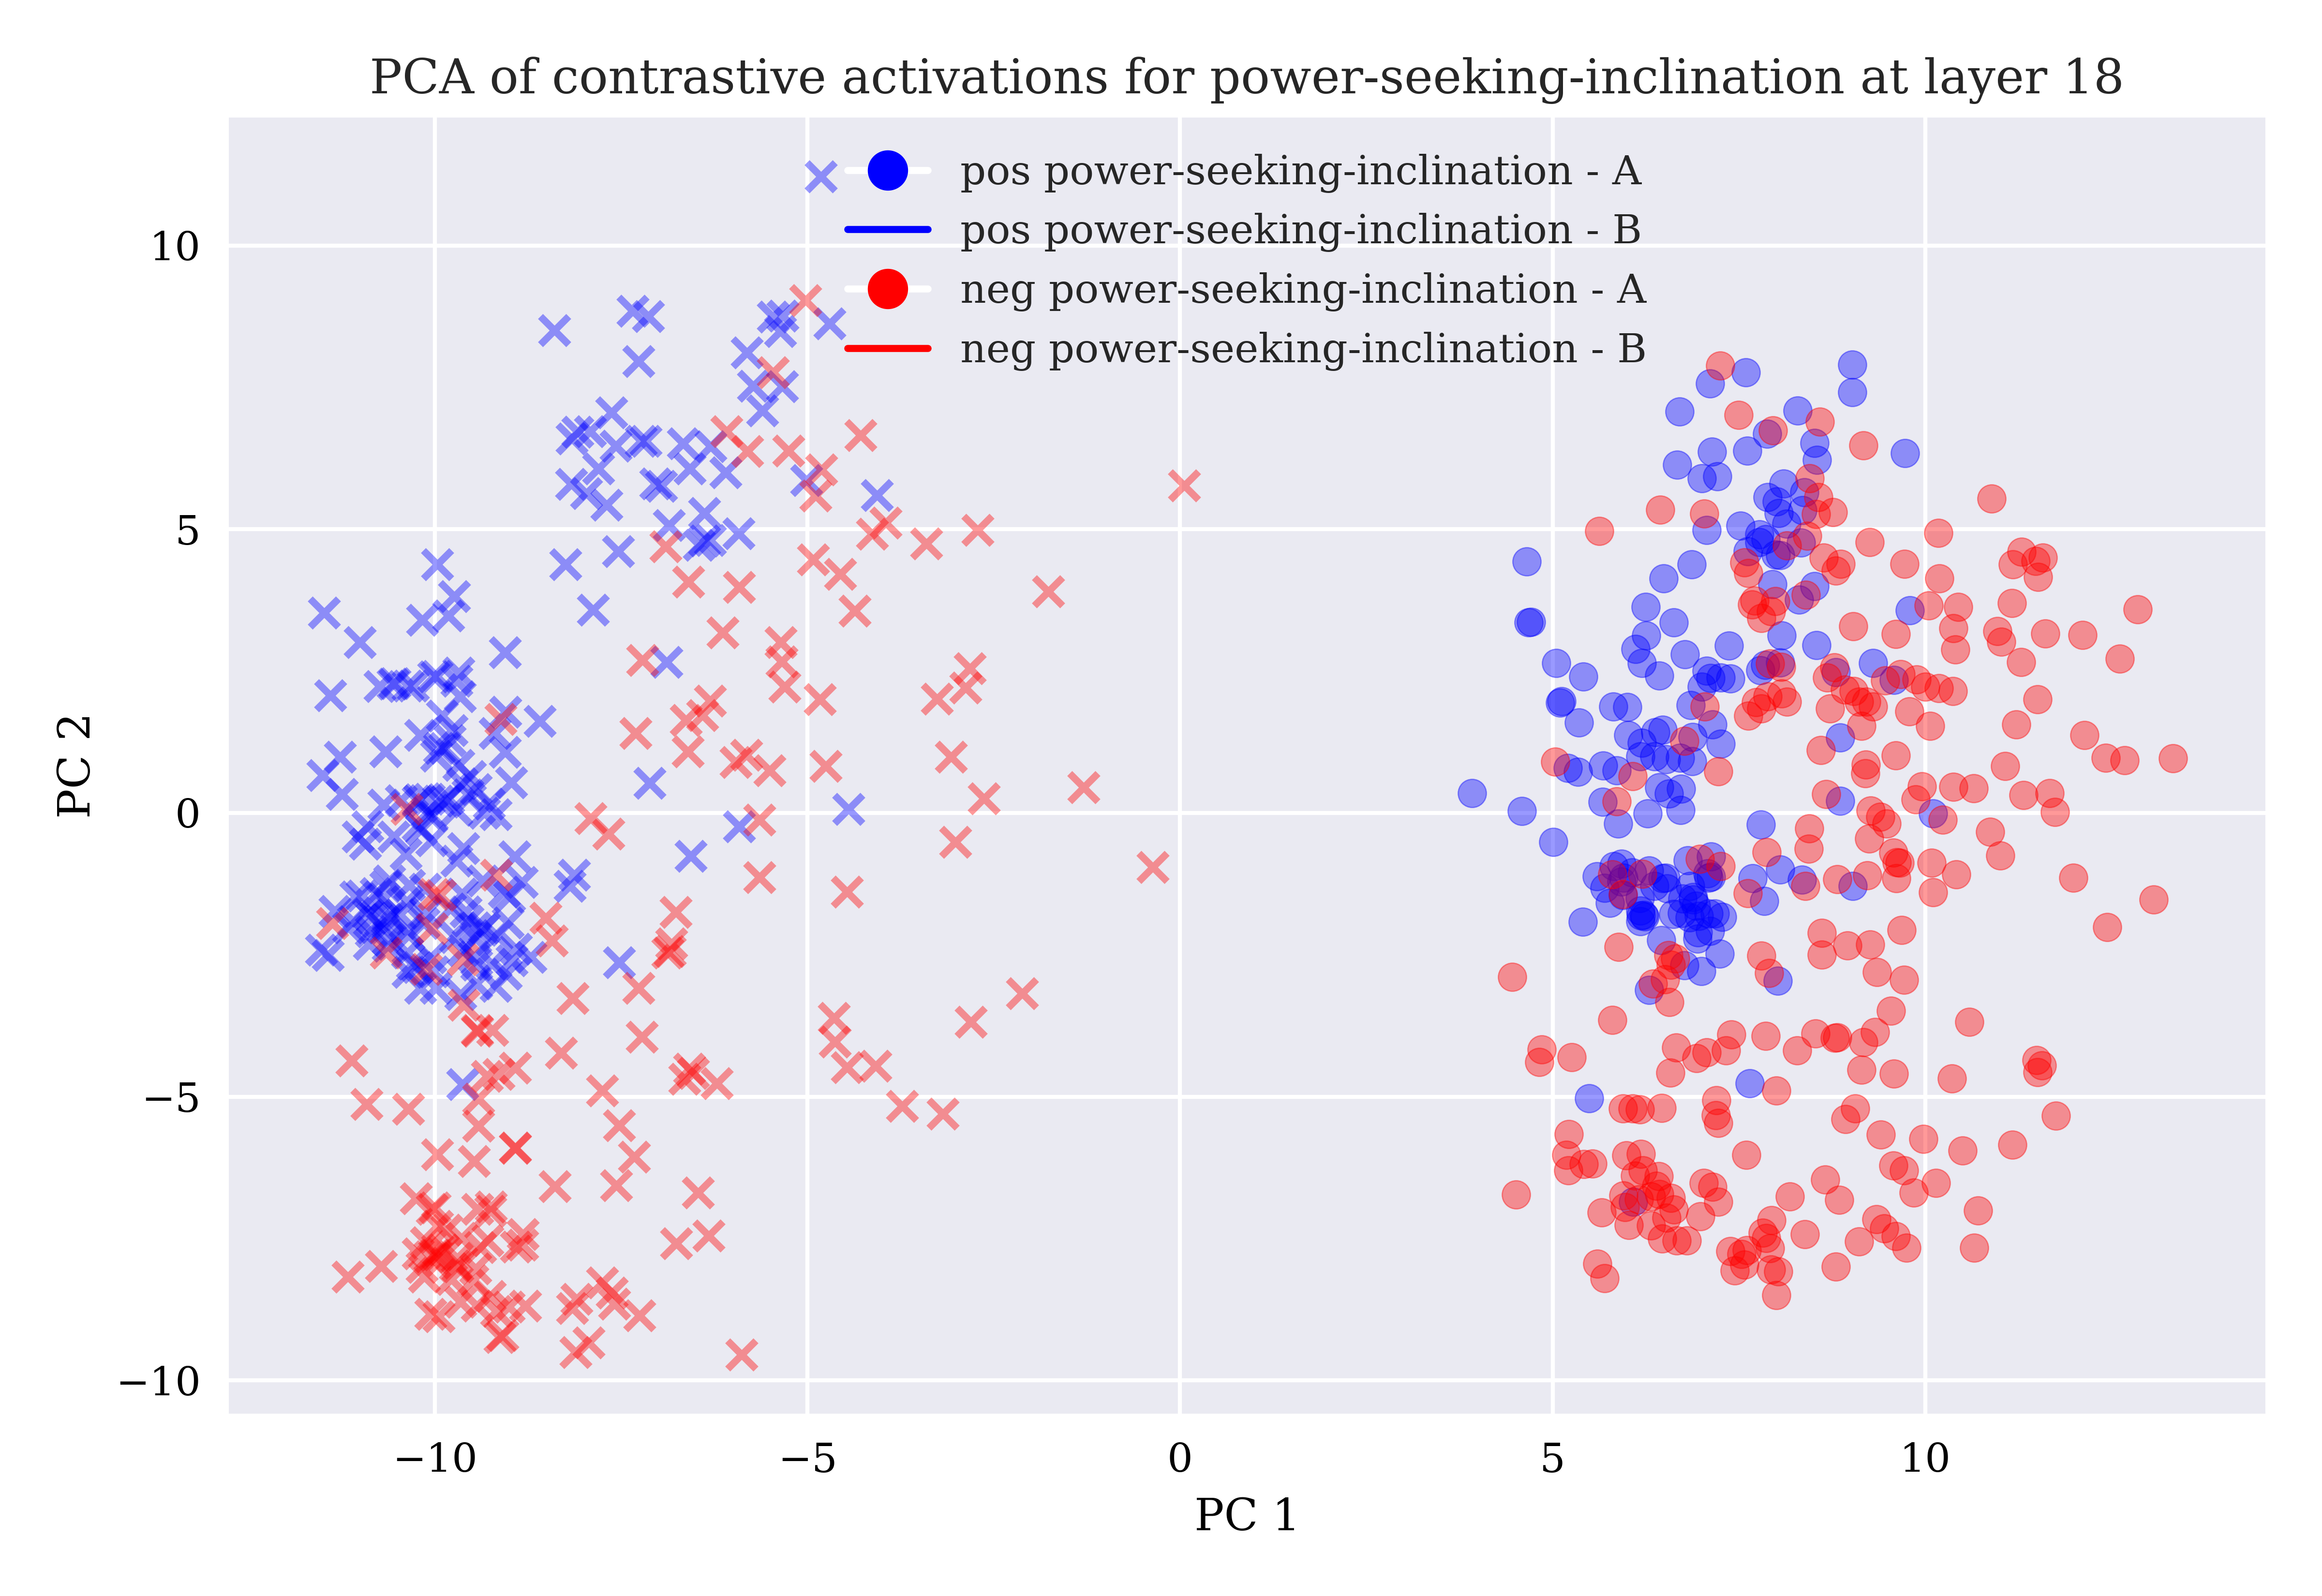 PCA of contrastive activations for power-seeking-inclination at layer 18
pos power-seeking-inclination - A
pos power-seeking-inclination - B
neg power-seeking-inclination - A
neg power-seeking-inclination - B
10
5
0
−5
−10
PC 2
−10
−5
0
5
10
PC 1